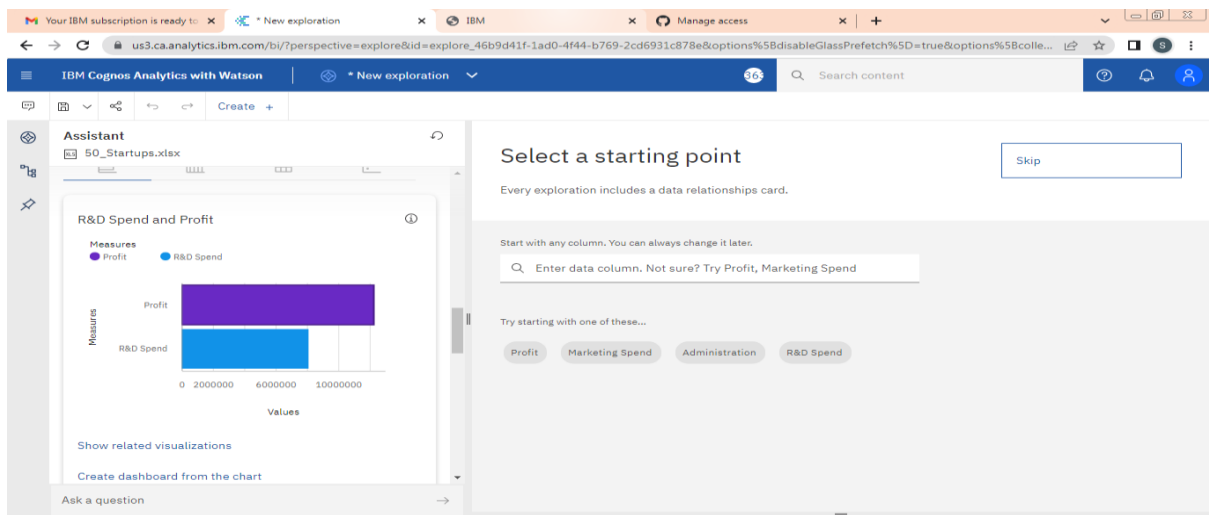 Your IBM subscription is ready to
* New exploration
IBM
Manage access
us3.ca.analytics.ibm.com/bi/?perspective=explore&id=explore_46b9d41f-1ad0-4f44-b769-2cd6931c878e&options%5BdisableGlassPrefetch%5D=true&options%5Bcolle...
S
IBM Cognos Analytics with Watson
* New exploration
363
Search content
Create +
Assistant
50_Startups.xlsx
R&D Spend and Profit
Measures
Profit
R&D Spend
Measures
Profit
R&D Spend
0 2000000 6000000 10000000
Values
Show related visualizations
Create dashboard from the chart
Ask a question
Select a starting point
Skip
Every exploration includes a data relationships card.
Start with any column. You can always change it later.
Enter data column. Not sure? Try Profit, Marketing Spend
Try starting with one of these...
Profit
Marketing Spend
Administration
R&D Spend